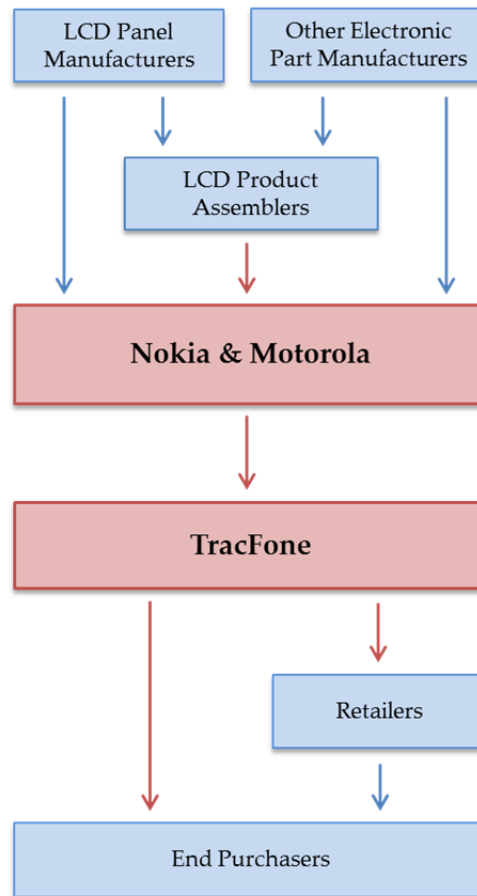 LCD Panel
Manufacturers
Other Electronic
Part Manufacturers
LCD Product
Assemblers
Nokia & Motorola
TracFone
Retailers
End Purchasers